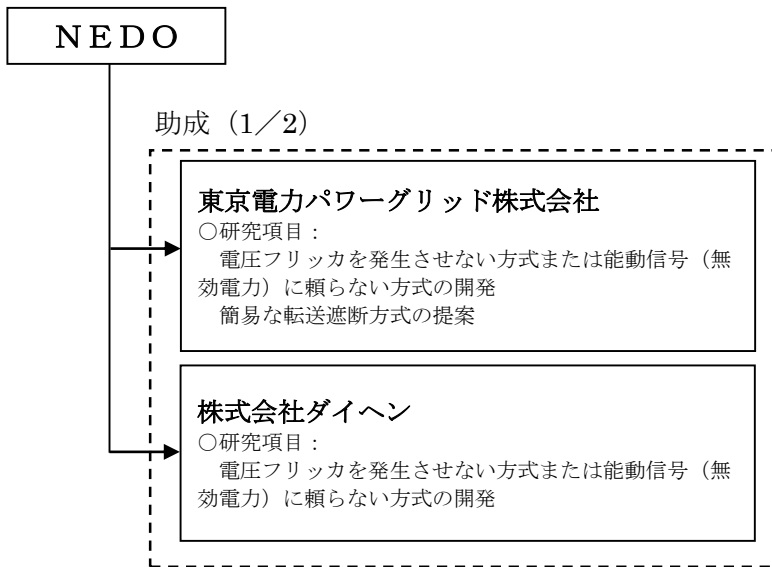 NEDO
助成（1／2）
東京電力パワーグリッド株式会社
○研究項目：
電圧フリッカを発生させない方式または能動信号（無
効電力）に頼らない方式の開発
簡易な転送遮断方式の提案
株式会社ダイヘン
○研究項目：
電圧フリッカを発生させない方式または能動信号（無
効電力）に頼らない方式の開発